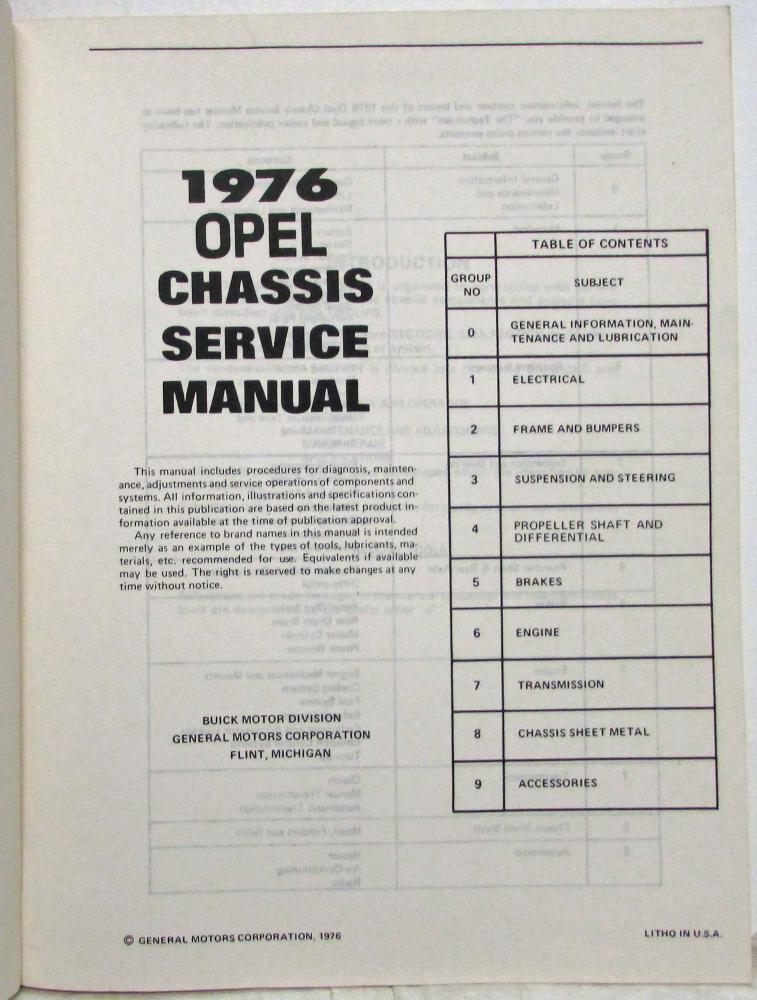 1976
OPEL
CHASSIS
SERVICE
MANUAL
This manual includes procedures for diagnosis, mainten-
ance, adjustments and service operations of components and
systems. All information, illustrations and specifications con-
tained in this publication are based on the latest product in-
formation available at the time of publication approval.
Any reference to brand names in this manual is intended
merely as an example of the types of tools, lubricants, ma-
terials, etc. recommended for use. Equivalents if available
may be used. The right is reserved to make changes at any
time without notice.
BUICK MOTOR DIVISION
GENERAL MOTORS CORPORATION
FLINT, MICHIGAN
TABLE OF CONTENTS
GROUP
NO
SUBJECT
0
GENERAL INFORMATION, MAIN-
TENANCE AND LUBRICATION
1
ELECTRICAL
2
FRAME AND BUMPERS
3
SUSPENSION AND STEERING
4
PROPELLER SHAFT AND
DIFFERENTIAL
5
BRAKES
6
ENGINE
7
TRANSMISSION
8
CHASSIS SHEET METAL
9
ACCESSORIES
© GENERAL MOTORS CORPORATION, 1976
LITHO IN U.S.A.